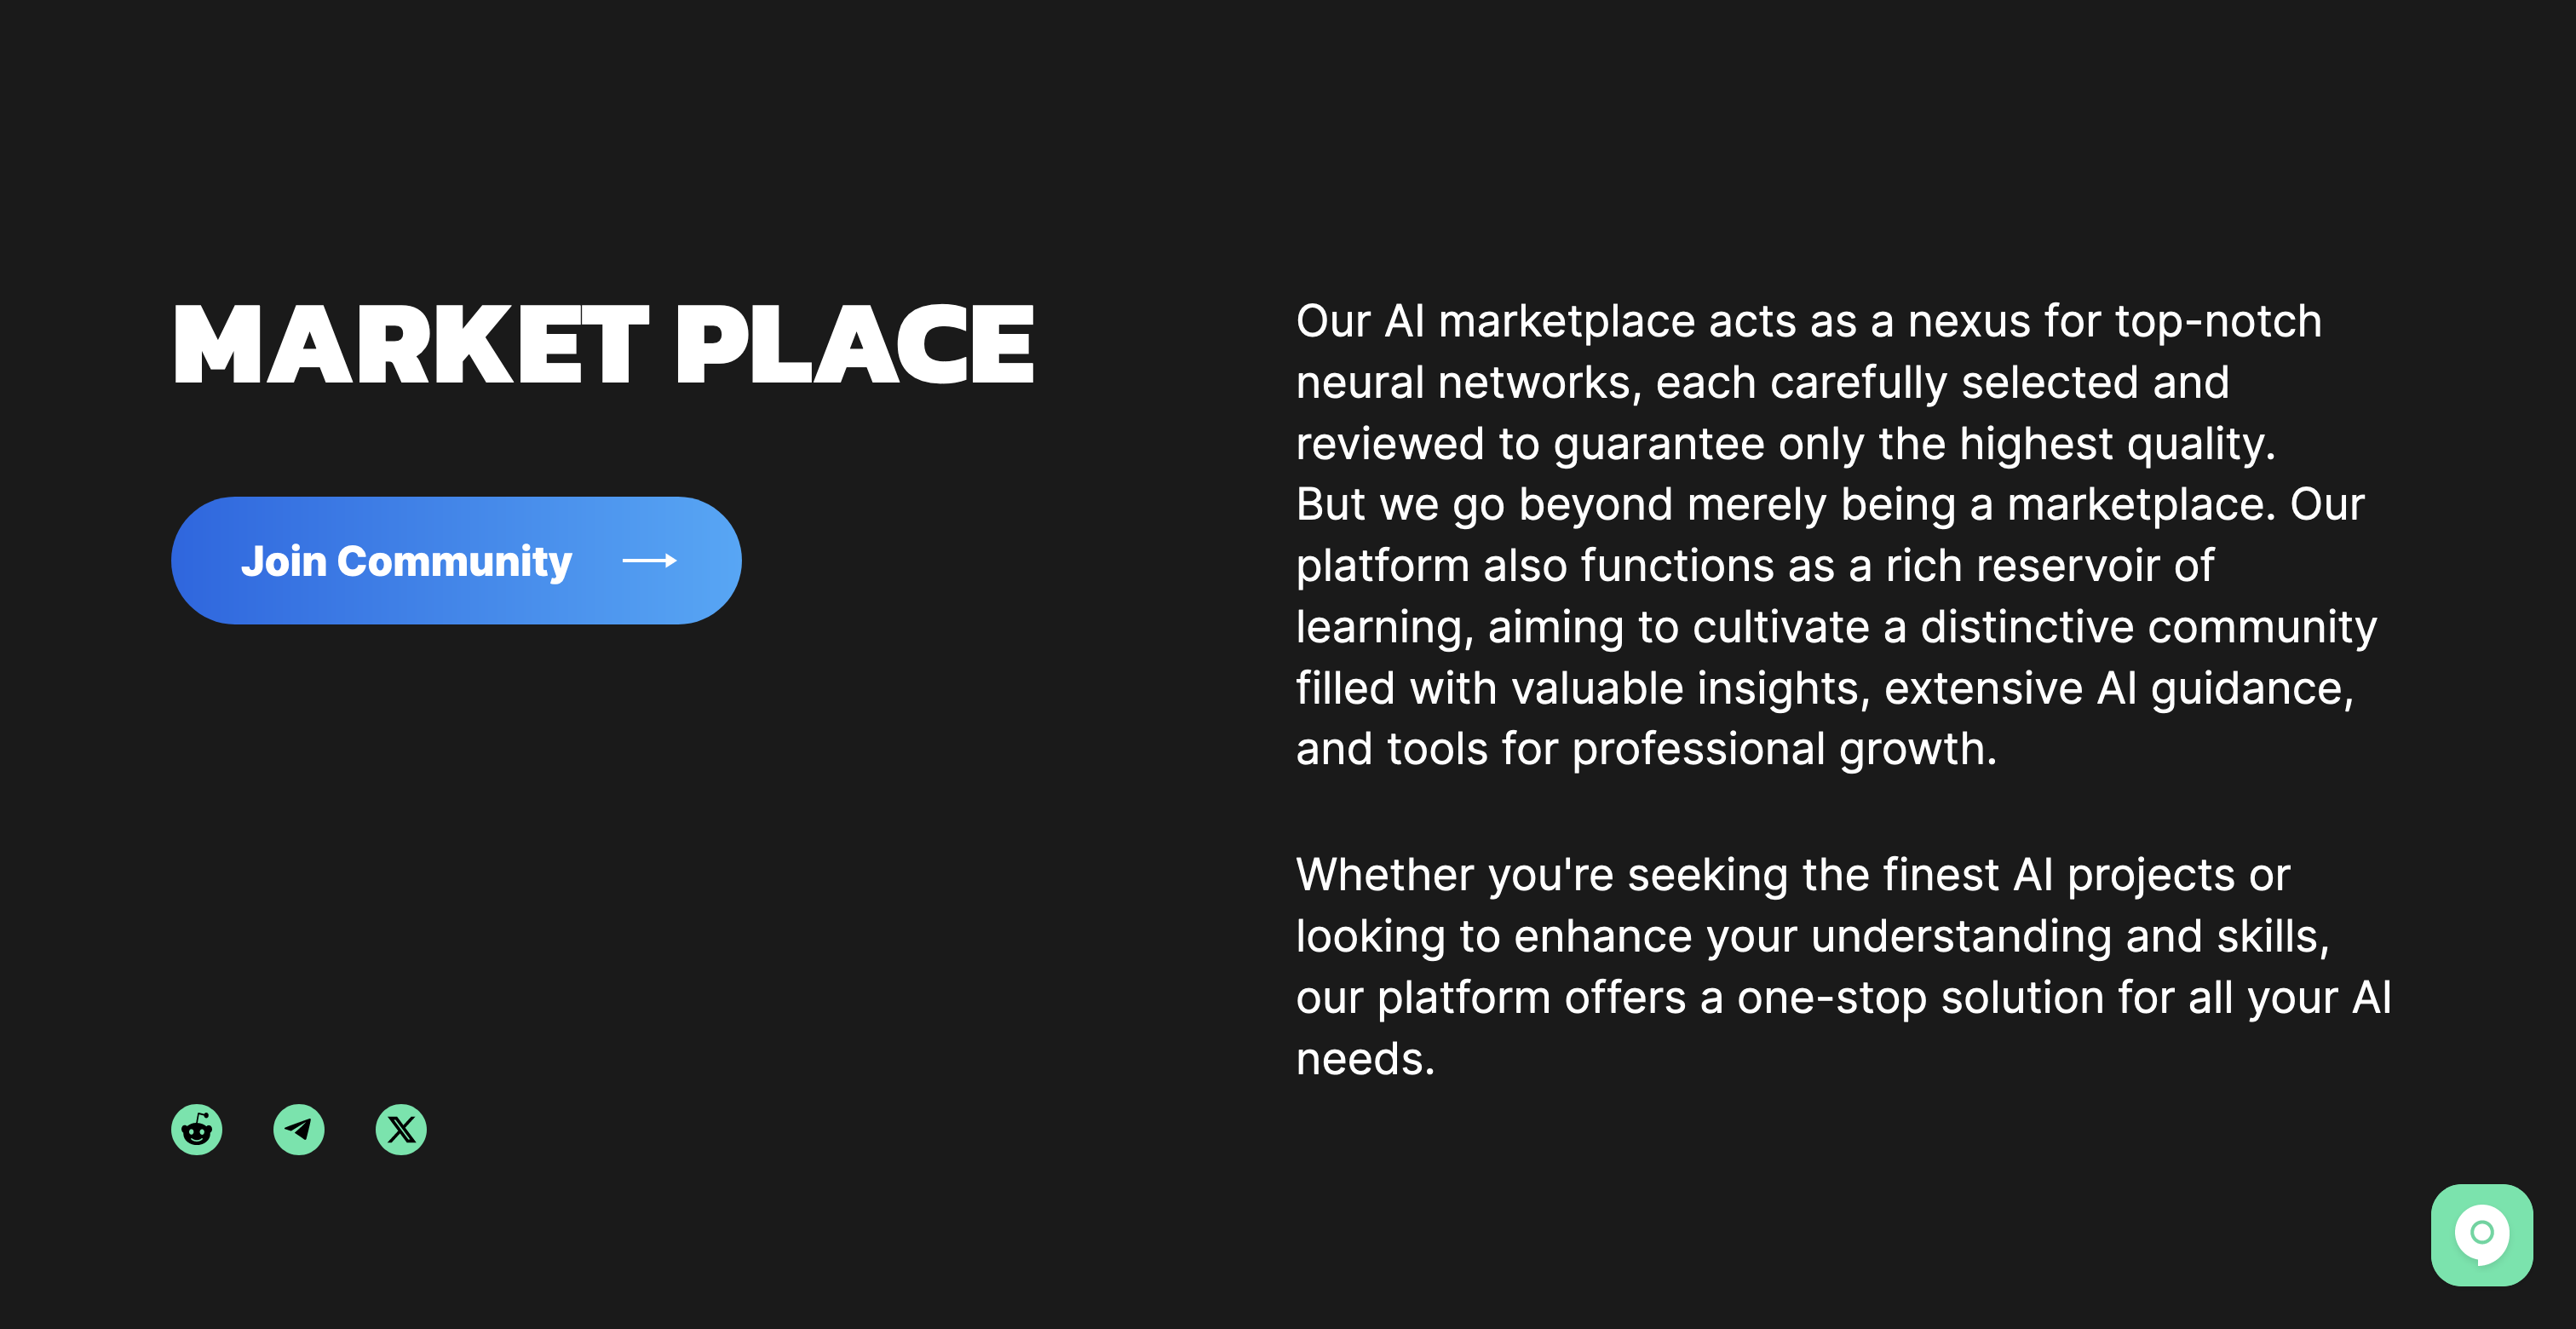 MARKET PLACE
Join Community
Our AI marketplace acts as a nexus for top-notch
neural networks, each carefully selected and
reviewed to guarantee only the highest quality.
But we go beyond merely being a marketplace. Our
platform also functions as a rich reservoir of
learning, aiming to cultivate a distinctive community
filled with valuable insights, extensive AI guidance,
and tools for professional growth.
Whether you're seeking the finest AI projects or
looking to enhance your understanding and skills,
our platform offers a one-stop solution for all your AI
needs.